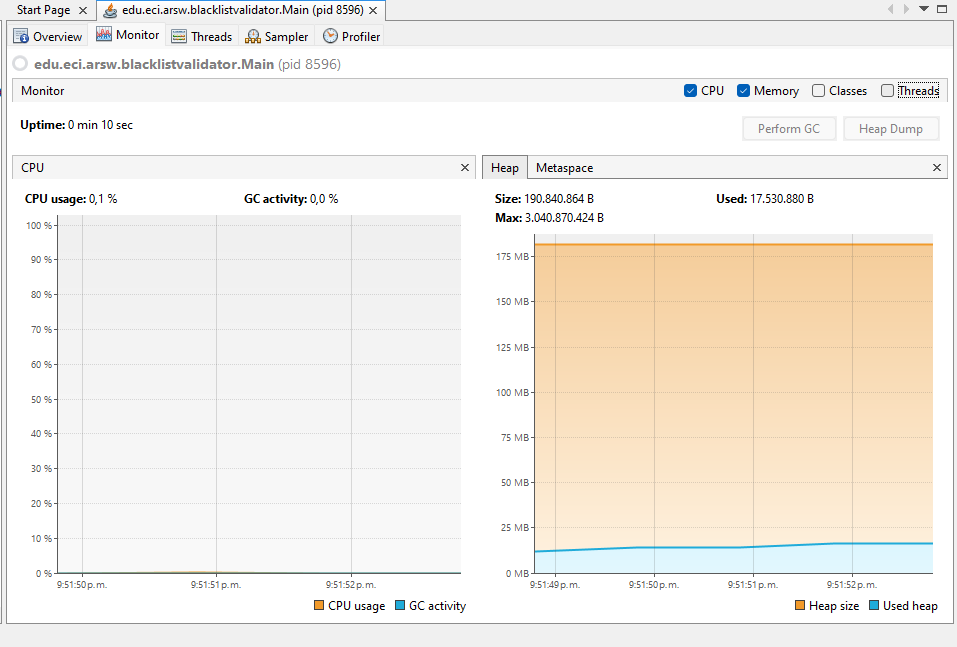 Start Page
edu.eci.arsw.blacklistvalidator.Main (pid 8596)
Overview
Monitor
Threads
Sampler
Profiler
edu.eci.arsw.blacklistvalidator.Main (pid 8596)
Monitor
CPU
Memory
Classes
Threads
Uptime: 0 min 10 sec
Perform GC
Heap Dump
CPU
CPU usage: 0,1 %
GC activity: 0,0 %
100 %
90 %
80 %
70 %
60 %
50 %
40 %
30 %
20 %
10 %
0 %
9:51:50 p.m.
9:51:51 p.m.
9:51:52 p.m.
CPU usage
GC activity
Heap
Metaspace
Size: 190.840.864 B
Used: 17.530.880 B
Max: 3.040.870.424 B
175 MB
150 MB
125 MB
100 MB
75 MB
50 MB
25 MB
0 MB
9:51:49 p.m.
9:51:50 p.m.
9:51:51 p.m.
9:51:52 p.m.
Heap size
Used heap